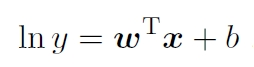 ln y = w^T x + b